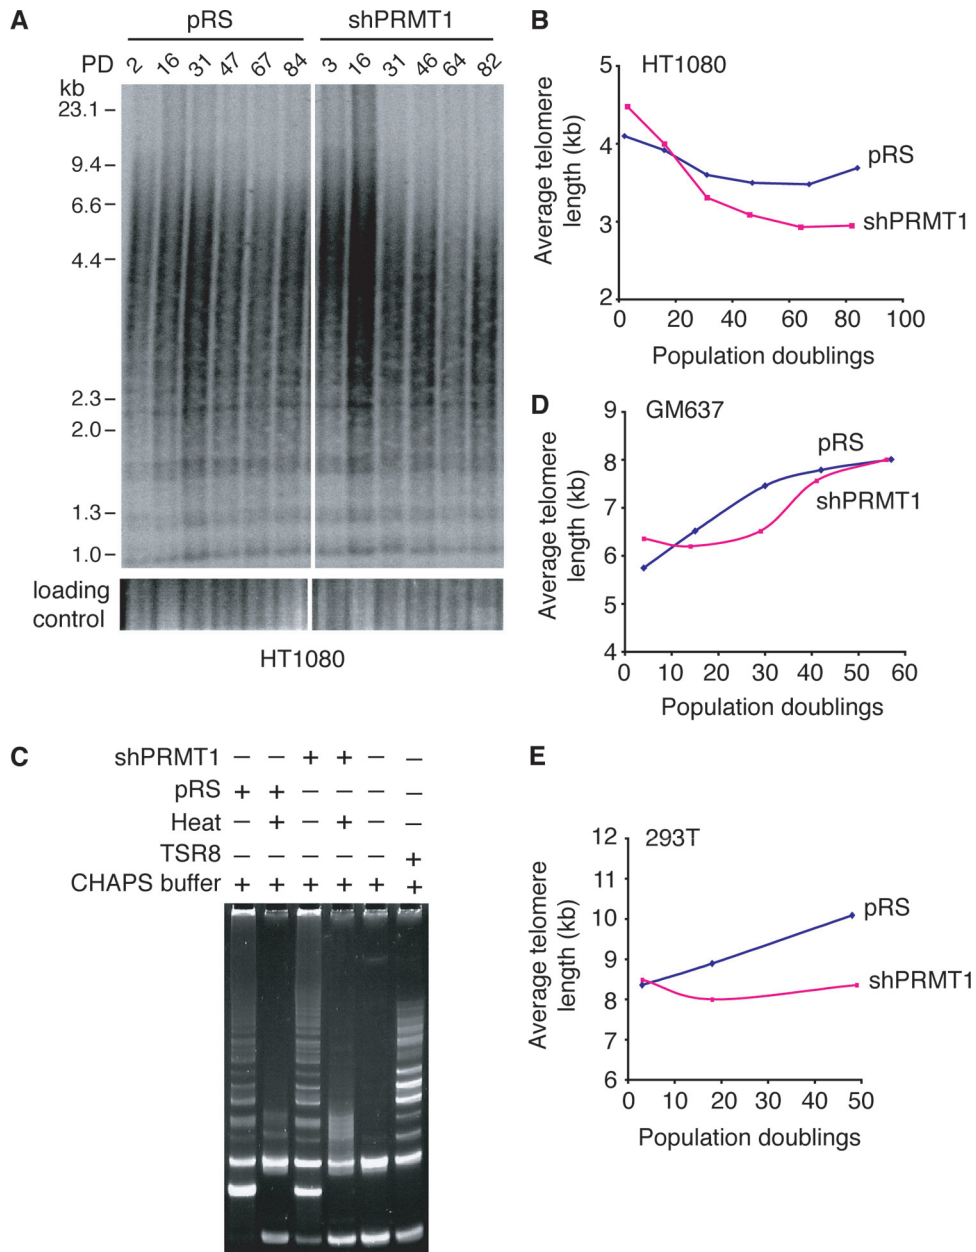 A
pRS shPRMT1
PD 2 16 31 47 67 84 3 16 31 46 64 82
kb
23.1
9.4
6.6
4.4
2.3
2.0
1.3
1.0
loading
control
HT1080
B
HT1080
Average telomere
length (kb)
5
4
3
2
0 20 40 60 80 100
Population doublings
pRS
shPRMT1
D
GM637
Average telomere
length (kb)
9
8
7
6
5
4
0 10 20 30 40 50 60
Population doublings
pRS
shPRMT1
C
shPRMT1 – – + + – –
pRS + + – – – –
Heat – + – + – –
TSR8 – – – – – +
CHAPS buffer + + + + + +
E
293T
Average telomere
length (kb)
12
11
10
9
8
7
6
0 10 20 30 40 50
Population doublings
pRS
shPRMT1